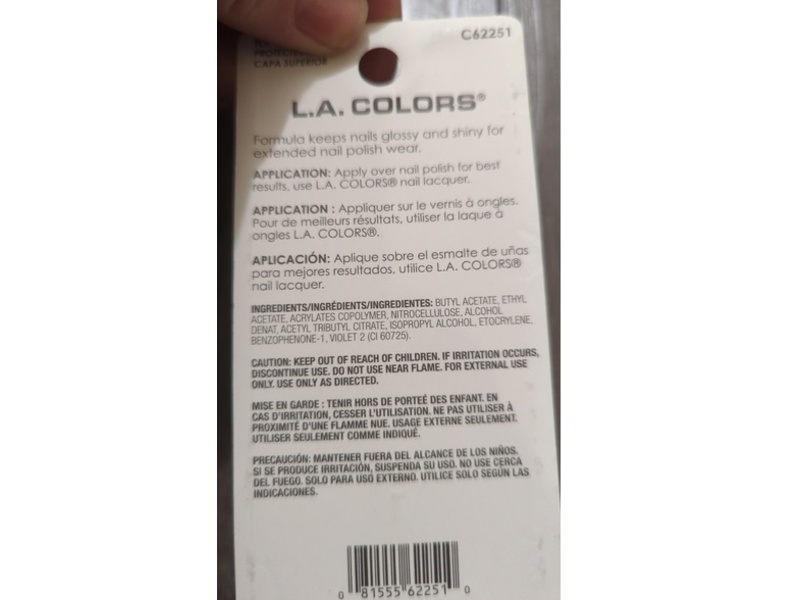 C62251
CAPA SUPERIOR
L.A. COLORS®
Formula keeps nails glossy and shiny for
extended nail polish wear.
APPLICATION: Apply over nail polish for best
results, use L.A. COLORS® nail lacquer.
APPLICATION : Appliquer sur le vernis à ongles.
Pour de meilleurs résultats, utiliser la laque à
ongles L.A. COLORS®.
APLICACIÓN: Aplique sobre el esmalte de uñas
para mejores resultados, utilice L.A. COLORS®
nail lacquer.
INGREDIENTS/INGRÉDIENTS/INGREDIENTES: BUTYL ACETATE, ETHYL
ACETATE, ACRYLATES COPOLYMER, NITROCELLULOSE, ALCOHOL
DENAT, ACETYL TRIBUTYL CITRATE, ISOPROPYL ALCOHOL, ETOCRYLENE,
BENZOPHENONE-1, VIOLET 2 (CI 60725).
CAUTION: KEEP OUT OF REACH OF CHILDREN. IF IRRITATION OCCURS,
DISCONTINUE USE. DO NOT USE NEAR FLAME. FOR EXTERNAL USE
ONLY. USE ONLY AS DIRECTED.
MISE EN GARDE : TENIR HORS DE PORTEÉ DES ENFANT. EN
CAS D'IRRITATION, CESSER L'UTILISATION. NE PAS UTILISER À
PROXIMITÉ D'UNE FLAMME NUE. USAGE EXTERNE SEULEMENT.
UTILISER SEULEMENT COMME INDIQUÉ.
PRECAUCIÓN: MANTENER FUERA DEL ALCANCE DE LOS NIÑOS.
SI SE PRODUCE IRRITACIÓN, SUSPENDA SU USO. NO USE CERCA
DEL FUEGO. SOLO PARA USO EXTERNO. UTILICE SOLO SEGÚN LAS
INDICACIONES.
0 81555 62251 0